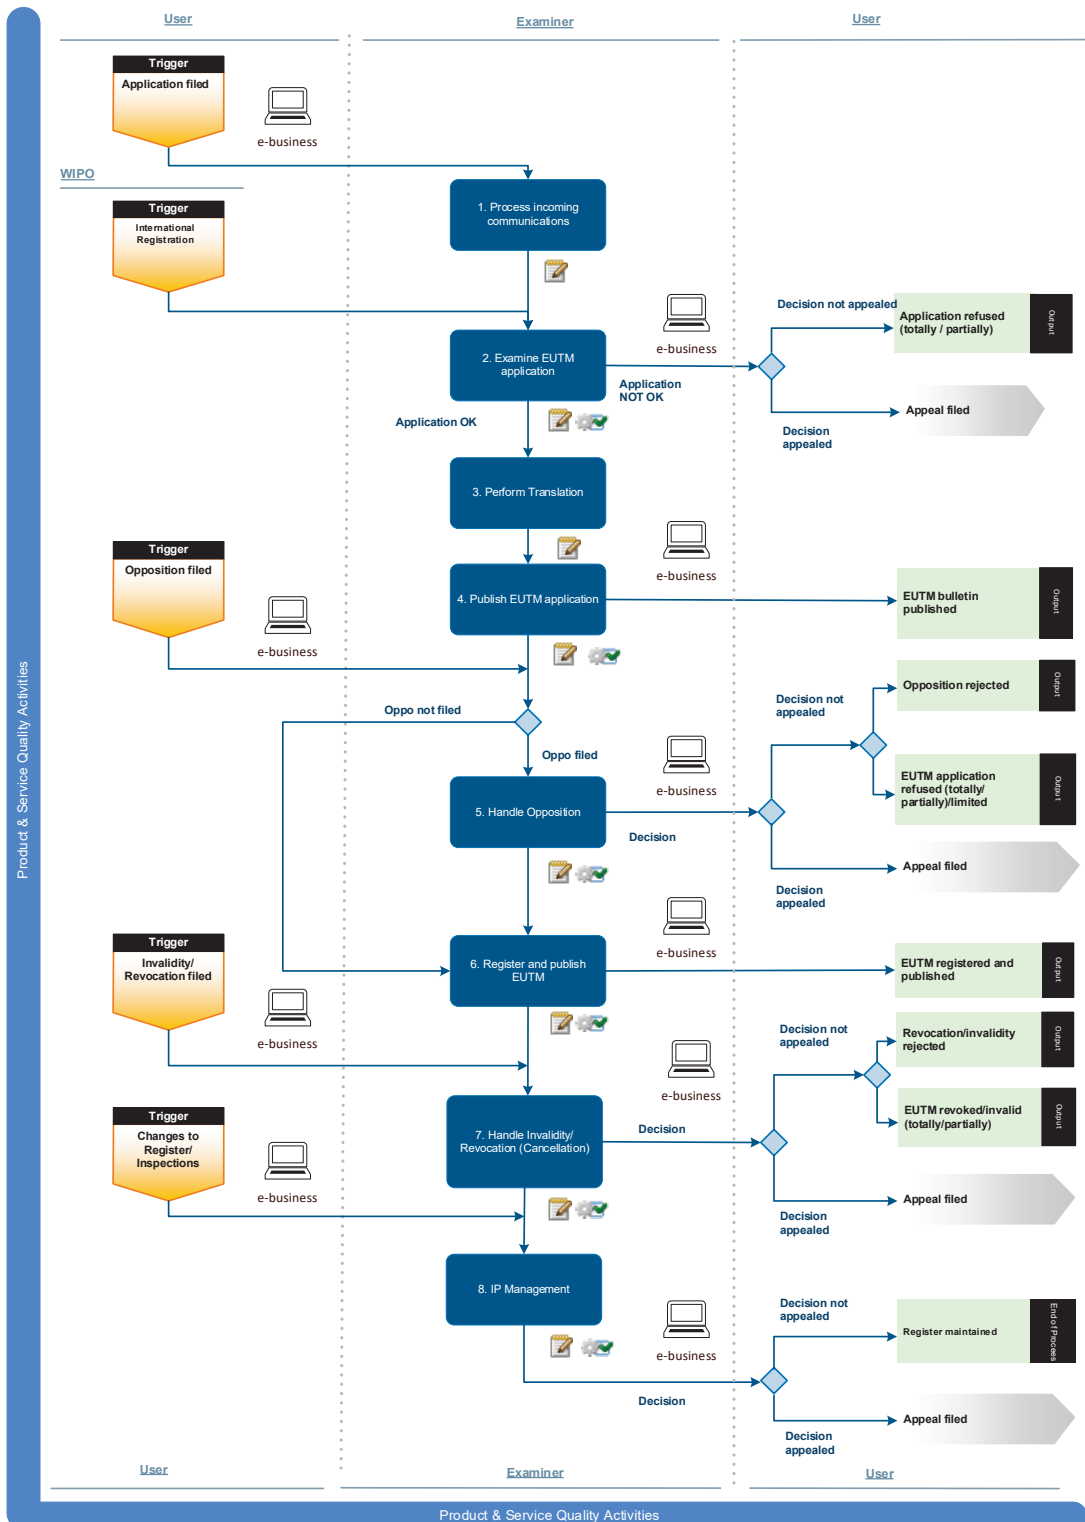 User
Examiner
User
Trigger
Application filed
e-business
WIPO
Trigger
International
Registration
1. Process incoming
communications
Decision not appealed
Application refused
(totally / partially)
Output
e-business
2. Examine EUTM
application
Application
NOT OK
Application OK
Appeal filed
Decision
appealed
3. Perform Translation
Trigger
Opposition filed
e-business
e-business
4. Publish EUTM application
EUTM bulletin
published
Output
Oppo not filed
Oppo filed
Decision not
appealed
Opposition rejected
Output
EUTM application
refused (totally/
partially)/limited
Output
e-business
5. Handle Opposition
Decision
Appeal filed
Decision
appealed
Trigger
Invalidity/
Revocation filed
e-business
e-business
6. Register and publish
EUTM
EUTM registered and
published
Output
Decision not
appealed
Revocation/invalidity
rejected
Output
EUTM revoked/invalid
(totally/partially)
Output
e-business
Trigger
Changes to
Register/
Inspections
e-business
7. Handle Invalidity/
Revocation (Cancellation)
Decision
Appeal filed
Decision
appealed
8. IP Management
Decision not
appealed
Register maintained
End of Procees
e-business
Decision
Appeal filed
Decision
appealed
User
Examiner
User
Product & Service Quality Activities
Product & Service Quality Activities